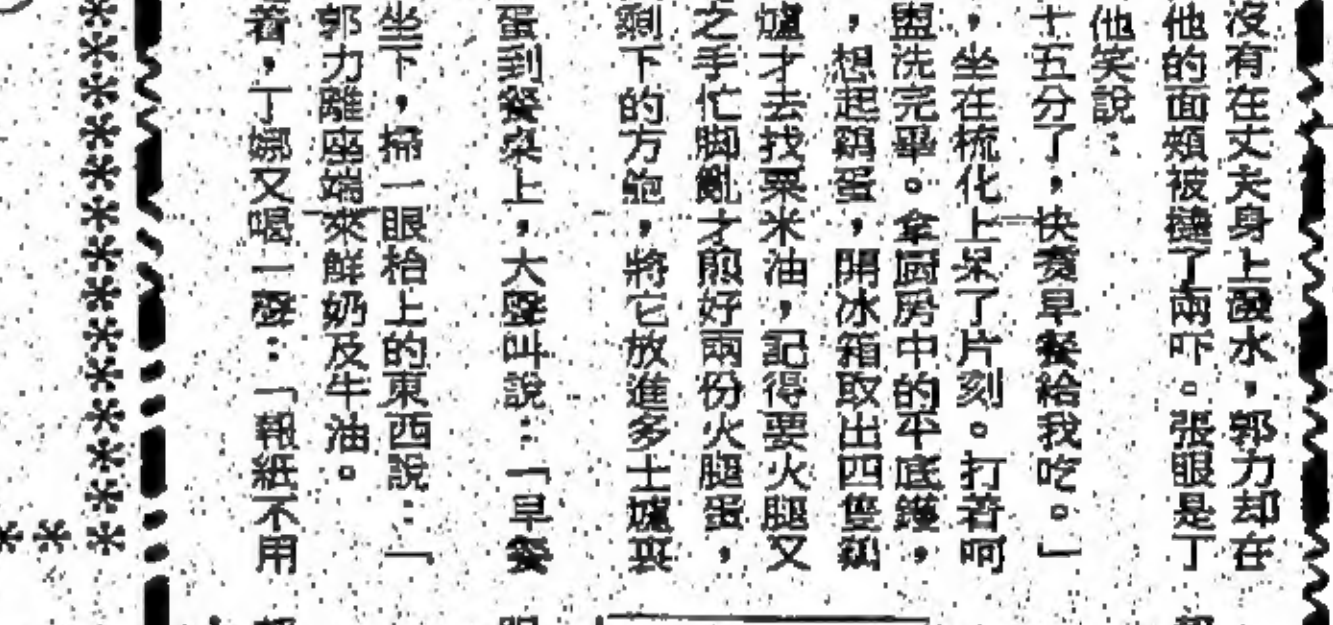 沒有在丈夫身上潑水,郭力却在
他的面頰被撻了兩吓。張眼是丁
他笑說:
十五分了,快賚早餐給我吃。」
,坐在梳化上呆了片刻。打着呵
盥洗完畢。拿厨房中的平底鑊,
,想起鷄蛋,開冰箱取出四隻鷄
爐才去找粟米油,記得要火腿又
之手忙脚亂才煎好兩份火腿蛋,
剩下的方飽,將它放進多士爐裏
蛋到餐桌上,大聲叫說:「早餐
坐下,掃一眼枱上的東西說:「
郭力離座端來鮮奶及牛油。
着,丁娜又喝一聲:「報紙不用